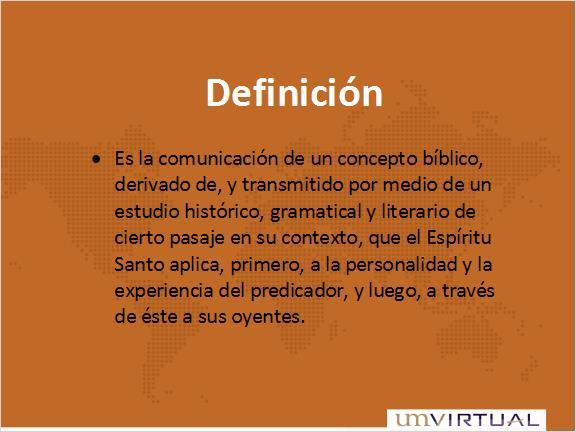 Definición
• Es la comunicación de un concepto bíblico,
derivado de, y transmitido por medio de un
estudio histórico, gramatical y literario de
cierto pasaje en su contexto, que el Espíritu
Santo aplica, primero, a la personalidad y la
experiencia del predicador, y luego, a través
de éste a sus oyentes.
umVIRTUAL